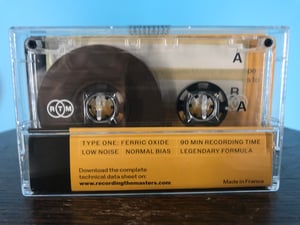 A
RTM
A
TYPE ONE: FERRIC OXIDE
90 MIN RECORDING TIME
LOW NOISE NORMAL BIAS
LEGENDARY FORMULA
Download the complete
technical data sheet on:
www.recordingthemasters.com
Made in France